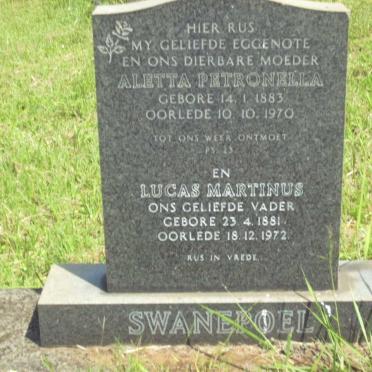 HIER RUS
MY GELIEFDE EGGENOTE
EN ONS DIERBARE MOEDER
ALETTA PETRONELLA
GEBORE 14.1.1883
OORLEDE 10.10.1970
TOT ONS WEER ONTMOET
PS. 23
EN
LUCAS MARTINUS
ONS GELIEFDE VADER
GEBORE 23.4.1881
OORLEDE 18.12.1972
RUS IN VREDE.
SWANEPOEL